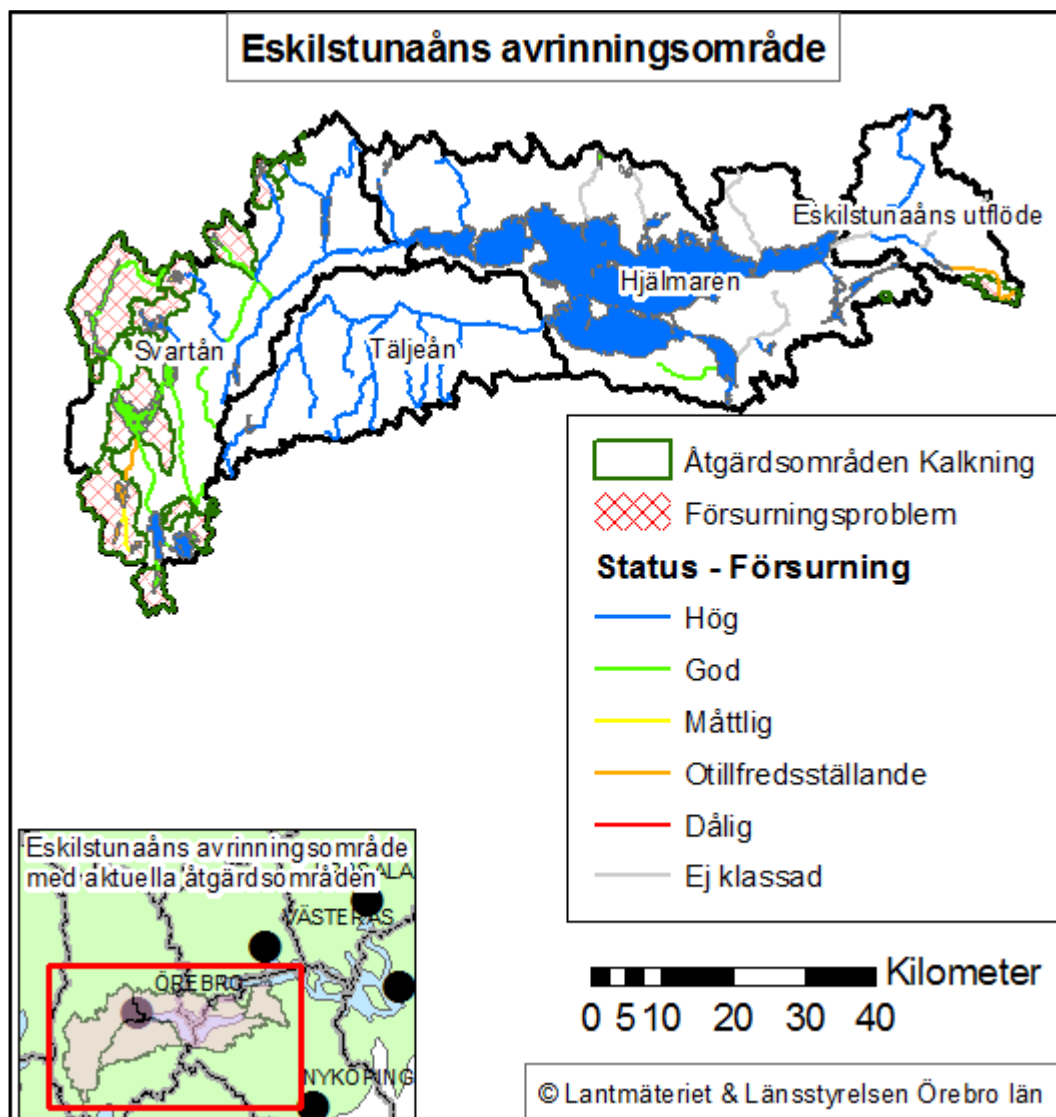 Eskilstunaåns avrinningsområde
Eskilstunaåns utflöde
Hjälmaren
Svartån
Täljeån
Åtgärdsområden Kalkning
Försurningsproblem
Status - Försurning
Hög
God
Måttlig
Otillfredsställande
Dålig
Ej klassad
Eskilstunaåns avrinningsområde
med aktuella åtgärdsområden
VÄSTERÅS
ÖREBRO
NYKÖPING
Kilometer
0 5 10 20 30 40
© Lantmäteriet & Länsstyrelsen Örebro län